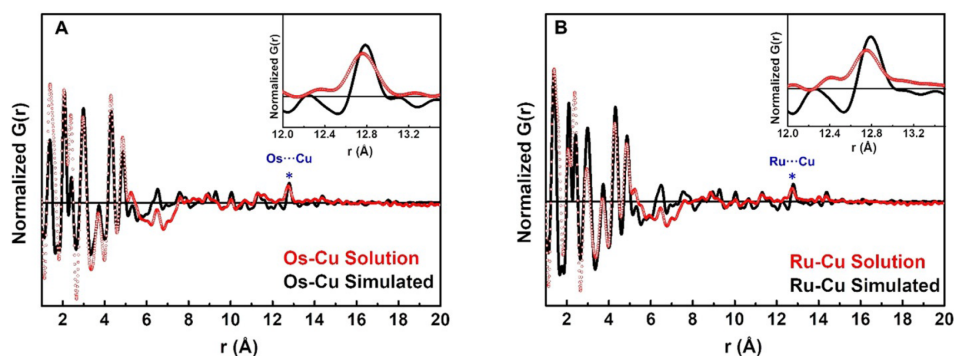 A
Normalized G(r)
Normalized G(r)
12.0 12.4 12.8 13.2
r (Å)
Os···Cu
*
Os-Cu Solution
Os-Cu Simulated
2 4 6 8 10 12 14 16 18 20
r (Å)
B
Normalized G(r)
Normalized G(r)
12.0 12.4 12.8 13.2
r (Å)
Ru···Cu
*
Ru-Cu Solution
Ru-Cu Simulated
2 4 6 8 10 12 14 16 18 20
r (Å)